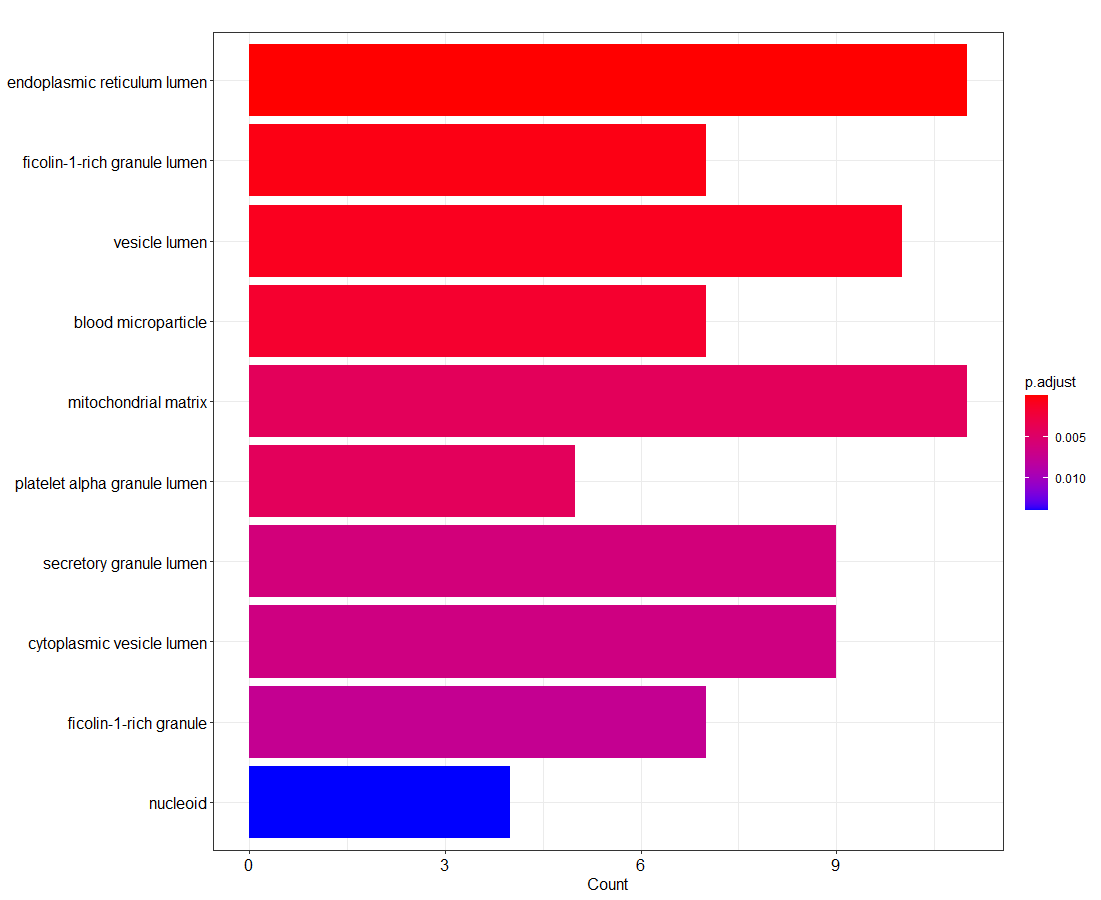 endoplasmic reticulum lumen
ficolin-1-rich granule lumen
vesicle lumen
blood microparticle
mitochondrial matrix
platelet alpha granule lumen
secretory granule lumen
cytoplasmic vesicle lumen
ficolin-1-rich granule
nucleoid
0 3 6 9
Count
p.adjust
0.005
0.010